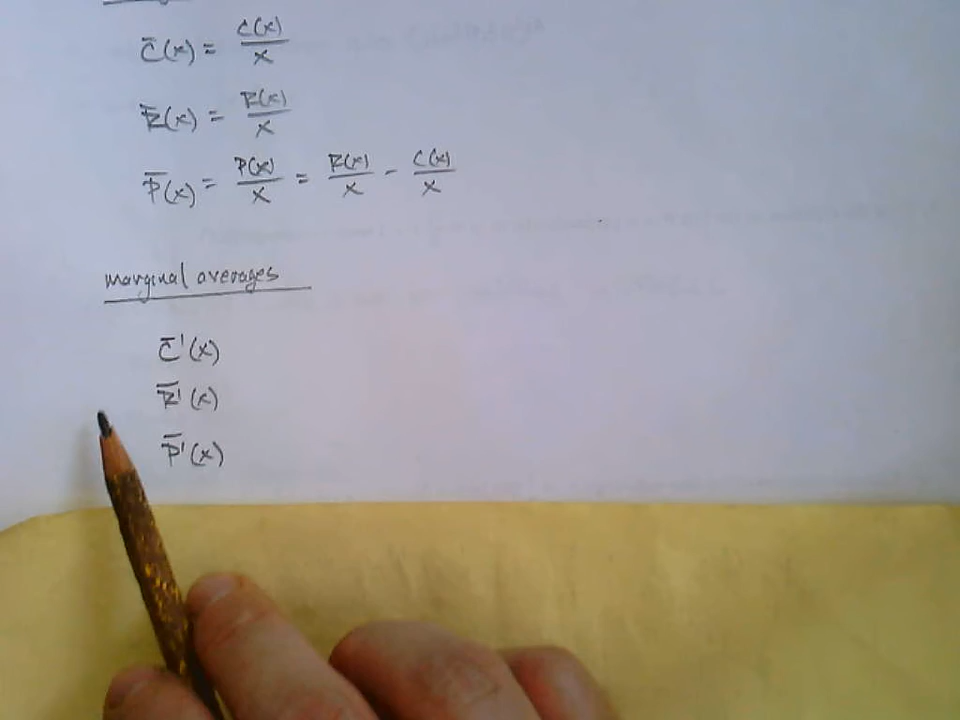 C̄(x) = C(x)/x
R̄(x) = R(x)/x
P̄(x) = P(x)/x = R(x)/x - C(x)/x
marginal averages
C̄'(x)
R̄'(x)
P̄'(x)